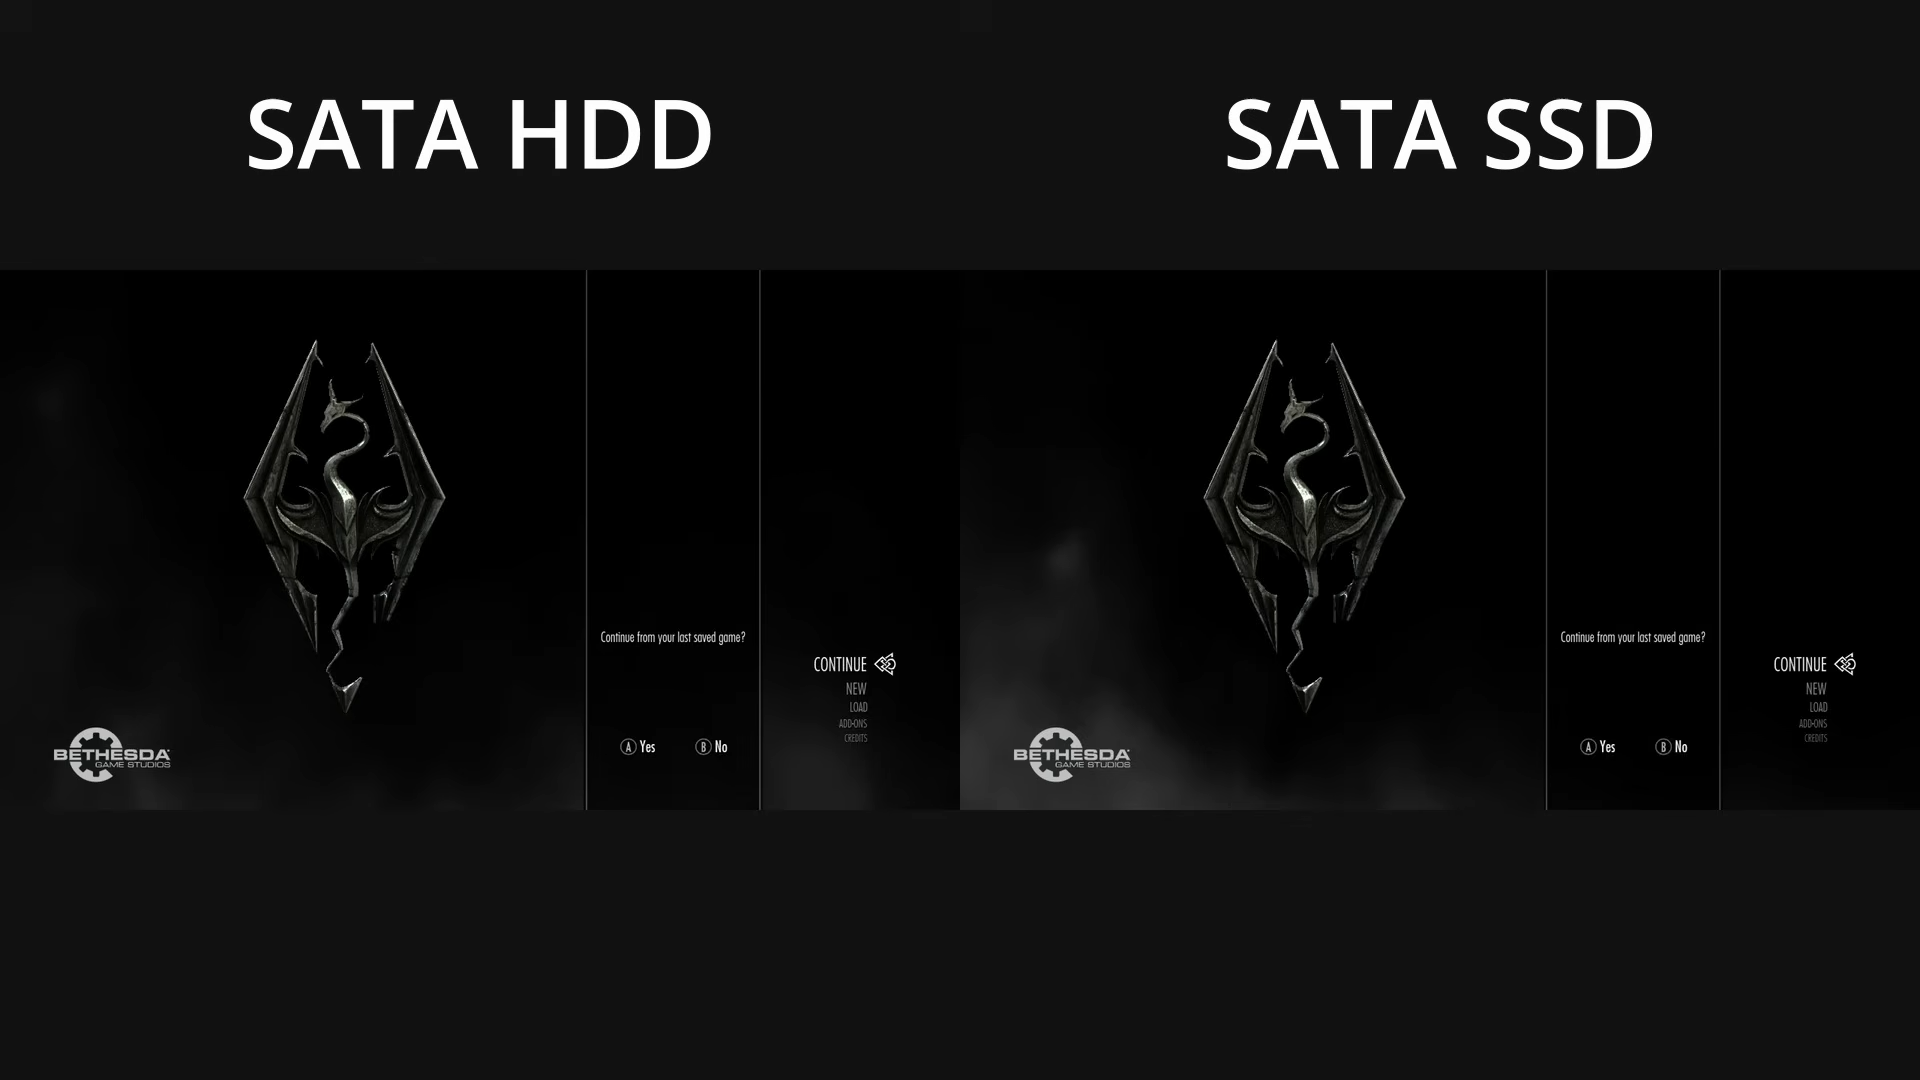 SATA HDD
SATA SSD
Continue from your last saved game?
CONTINUE
NEW
LOAD
ADD-ONS
CREDITS
A Yes B No
BETHESDA
GAME STUDIOS
Continue from your last saved game?
CONTINUE
NEW
LOAD
ADD-ONS
CREDITS
A Yes B No
BETHESDA
GAME STUDIOS